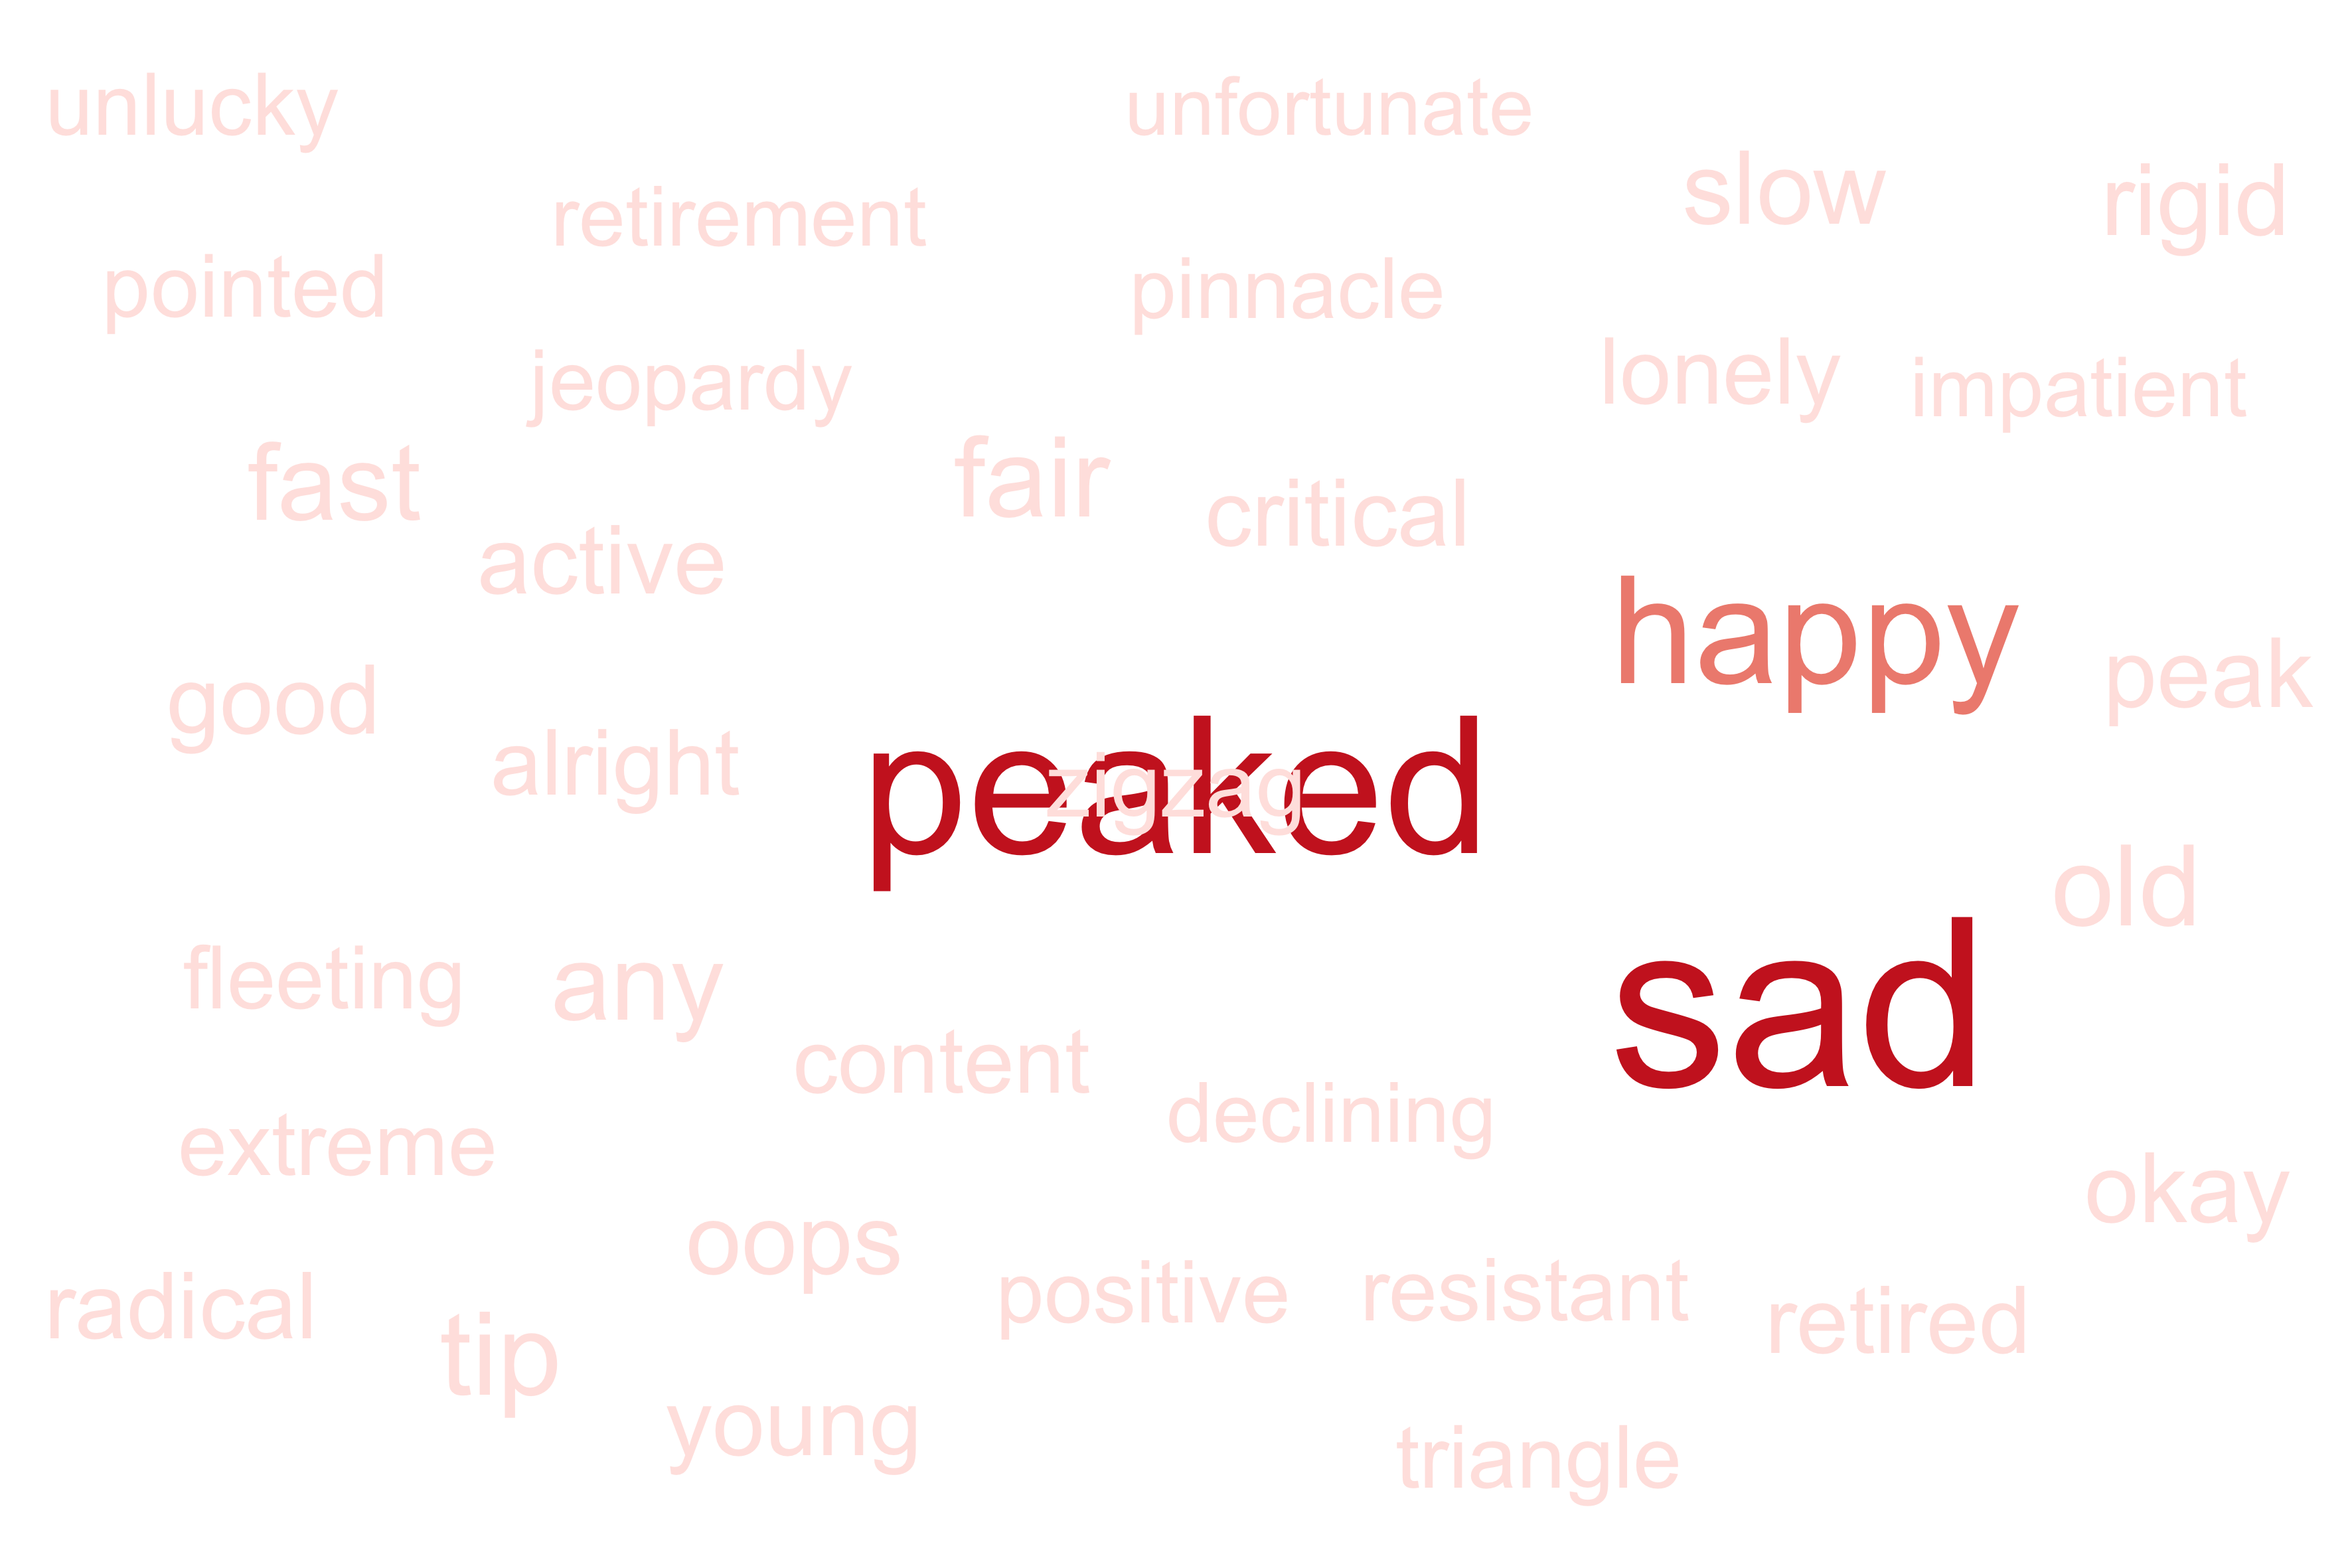 unlucky
unfortunate
slow
rigid
retirement
pointed
pinnacle
jeopardy
lonely
impatient
fast
fair
critical
active
happy
good
peak
alright
peaked
zigzag
old
fleeting
any
sad
content
declining
extreme
okay
oops
radical
positive
resistant
retired
tip
young
triangle